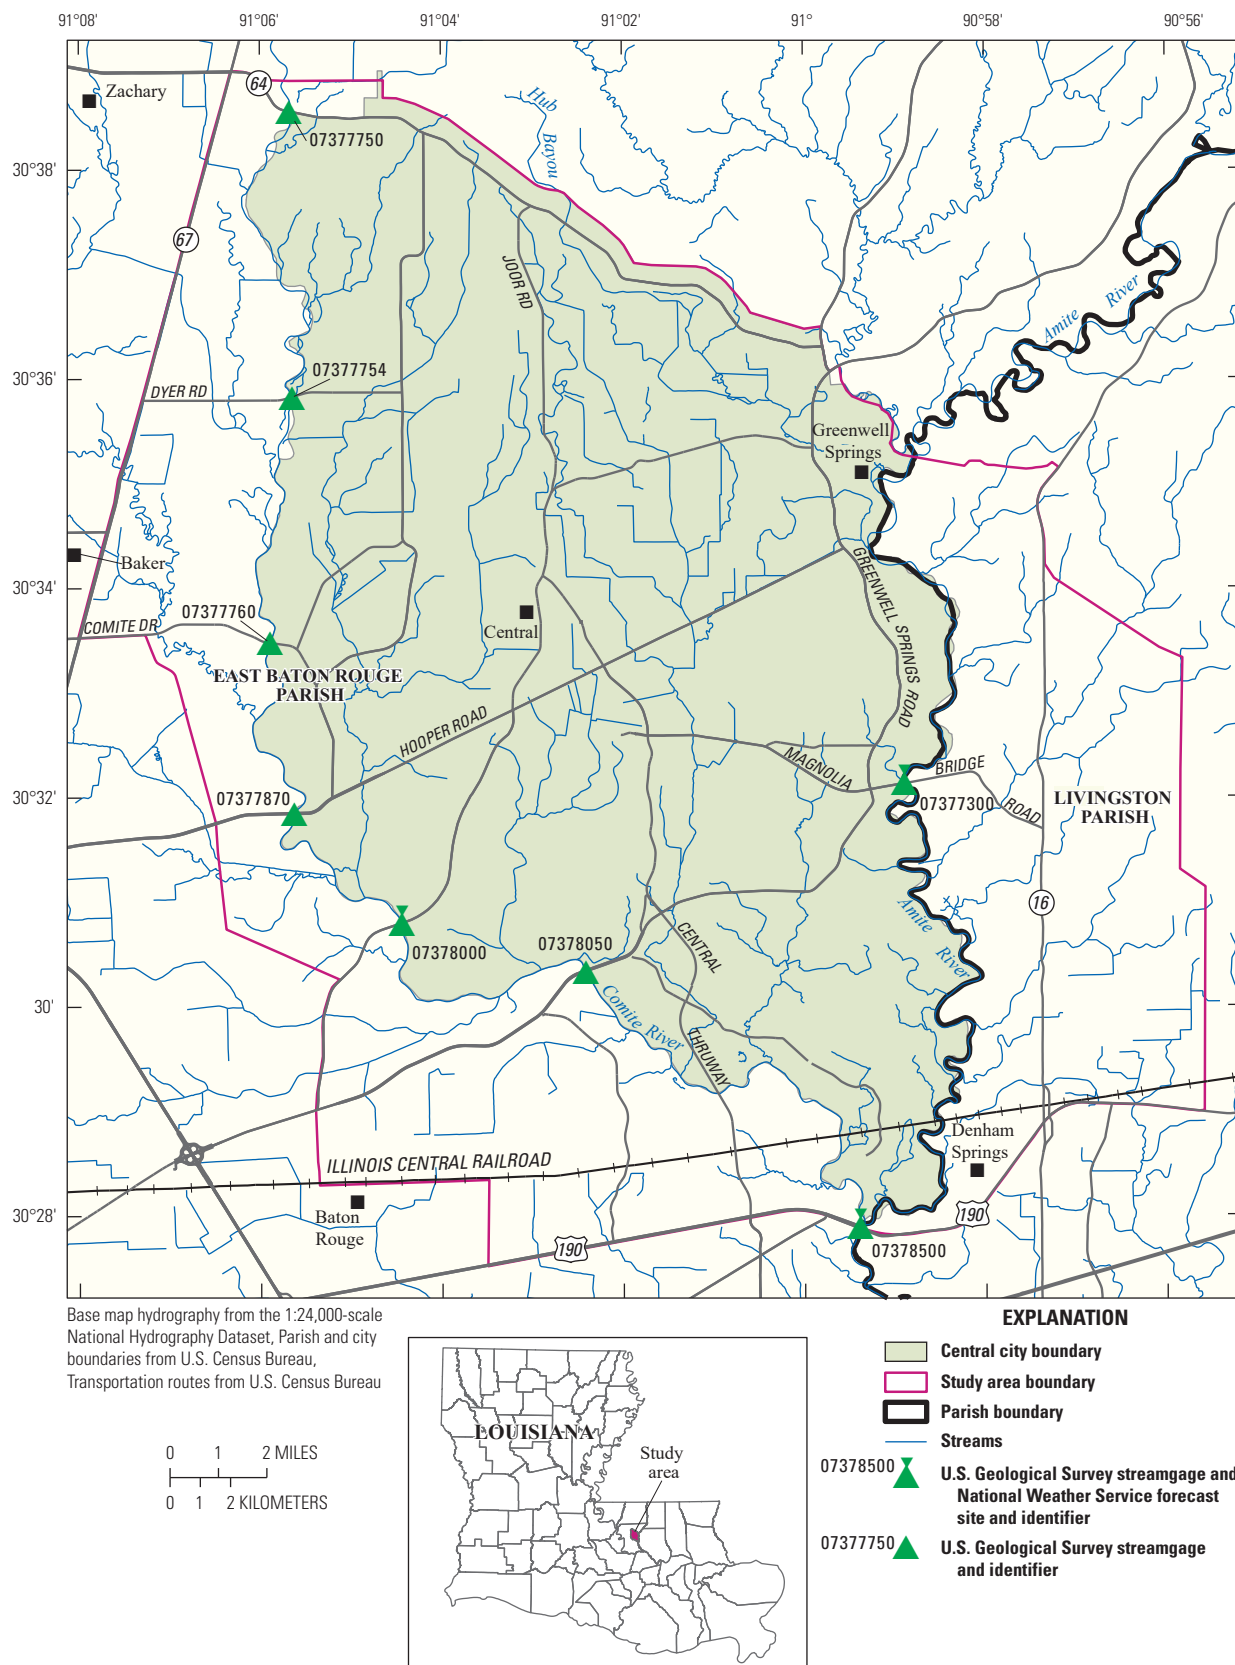 91°08'
91°06'
91°04'
91°02'
91°
90°58'
90°56'
Zachary
64
Hub
Bayou
07377750
30°38'
67
JOOR RD
Amite
River
30°36'
07377754
DYER RD
Greenwell
Springs
30°34'
Baker
07377760
COMITE DR
Central
GREENWELL SPRINGS ROAD
EAST BATON ROUGE
PARISH
HOOPER ROAD
MAGNOLIA
BRIDGE
ROAD
30°32'
07377870
07377300
LIVINGSTON
PARISH
16
Amite
River
07378000
07378050
CENTRAL
THRUWAY
30'
Comite River
Denham
Springs
ILLINOIS CENTRAL RAILROAD
30°28'
Baton
Rouge
190
190
07378500
Base map hydrography from the 1:24,000-scale
National Hydrography Dataset, Parish and city
boundaries from U.S. Census Bureau,
Transportation routes from U.S. Census Bureau
0 1 2 MILES
0 1 2 KILOMETERS
LOUISIANA
Study
area
EXPLANATION
Central city boundary
Study area boundary
Parish boundary
Streams
07378500
U.S. Geological Survey streamgage and
National Weather Service forecast
site and identifier
07377750
U.S. Geological Survey streamgage
and identifier